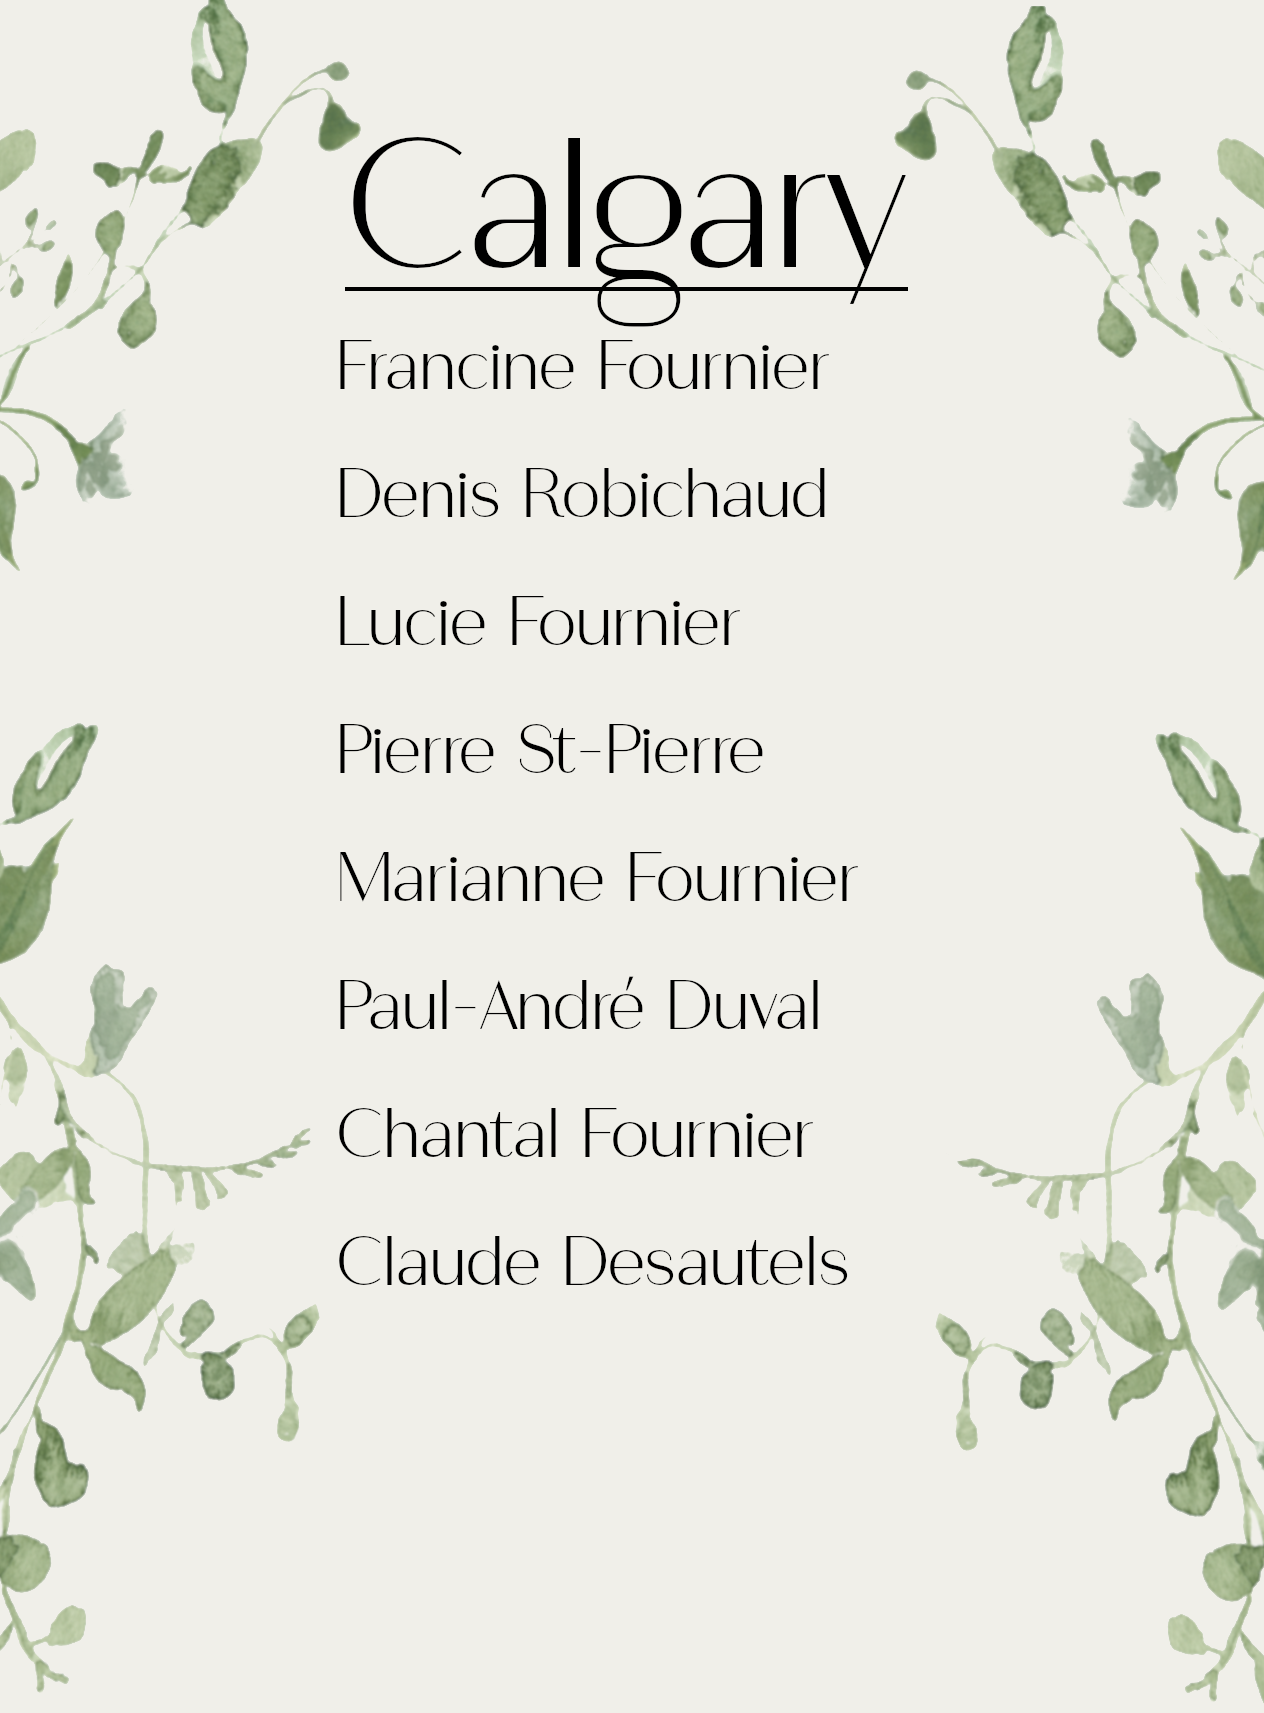 Calgary
Francine Fournier
Denis Robichaud
Lucie Fournier
Pierre St-Pierre
Marianne Fournier
Paul-André Duval
Chantal Fournier
Claude Desautels